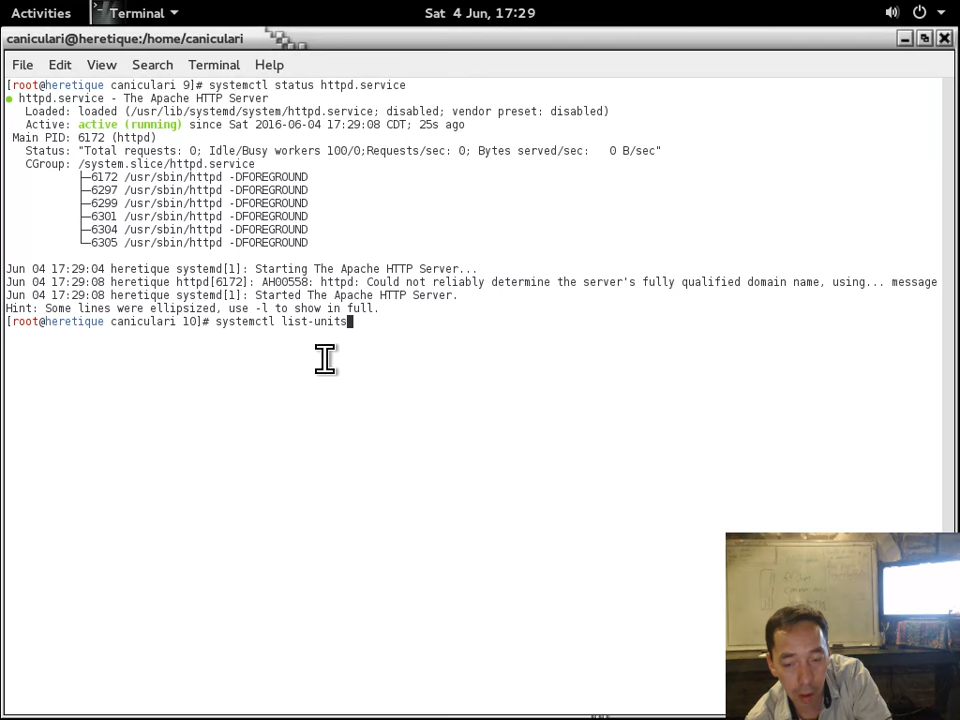 Activities Terminal Sat 4 Jun, 17:29
caniculari@heretique:/home/caniculari
File Edit View Search Terminal Help
[root@heretique caniculari 9]# systemctl status httpd.service
● httpd.service - The Apache HTTP Server
Loaded: loaded (/usr/lib/systemd/system/httpd.service; disabled; vendor preset: disabled)
Active: active (running) since Sat 2016-06-04 17:29:08 CDT; 25s ago
Main PID: 6172 (httpd)
Status: "Total requests: 0; Idle/Busy workers 100/0;Requests/sec: 0; Bytes served/sec:   0 B/sec"
CGroup: /system.slice/httpd.service
├─6172 /usr/sbin/httpd -DFOREGROUND
├─6297 /usr/sbin/httpd -DFOREGROUND
├─6299 /usr/sbin/httpd -DFOREGROUND
├─6301 /usr/sbin/httpd -DFOREGROUND
├─6304 /usr/sbin/httpd -DFOREGROUND
└─6305 /usr/sbin/httpd -DFOREGROUND
Jun 04 17:29:04 heretique systemd[1]: Starting The Apache HTTP Server...
Jun 04 17:29:08 heretique httpd[6172]: AH00558: httpd: Could not reliably determine the server's fully qualified domain name, using... message
Jun 04 17:29:08 heretique systemd[1]: Started The Apache HTTP Server.
Hint: Some lines were ellipsized, use -l to show in full.
[root@heretique caniculari 10]# systemctl list-units